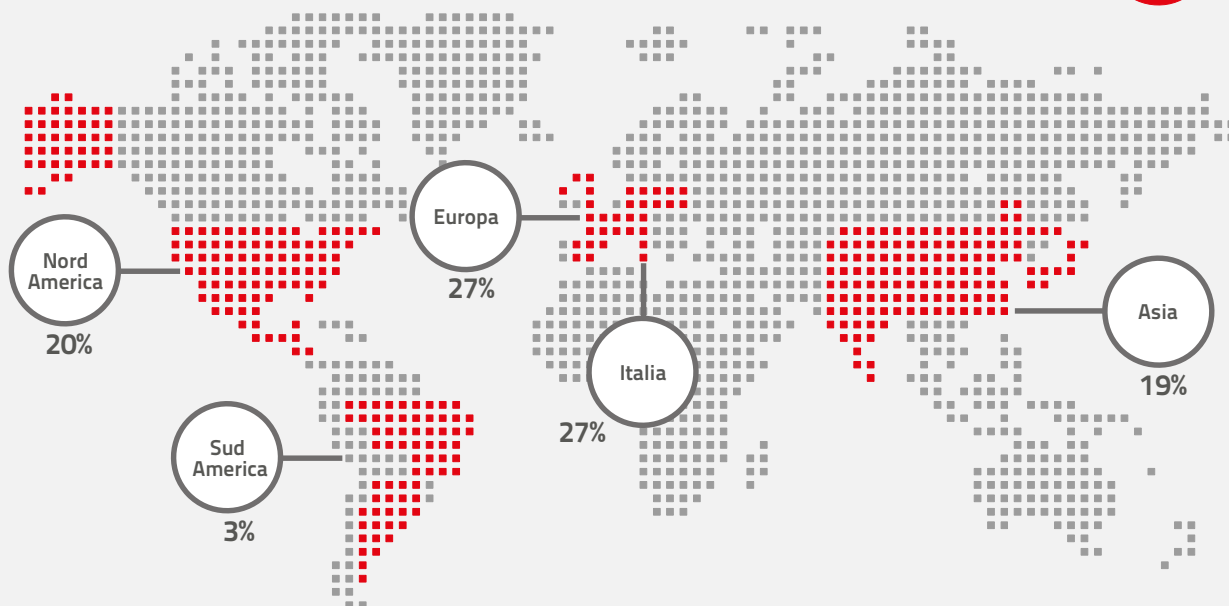 Europa
27%
Nord
America
20%
Asia
19%
Italia
27%
Sud
America
3%